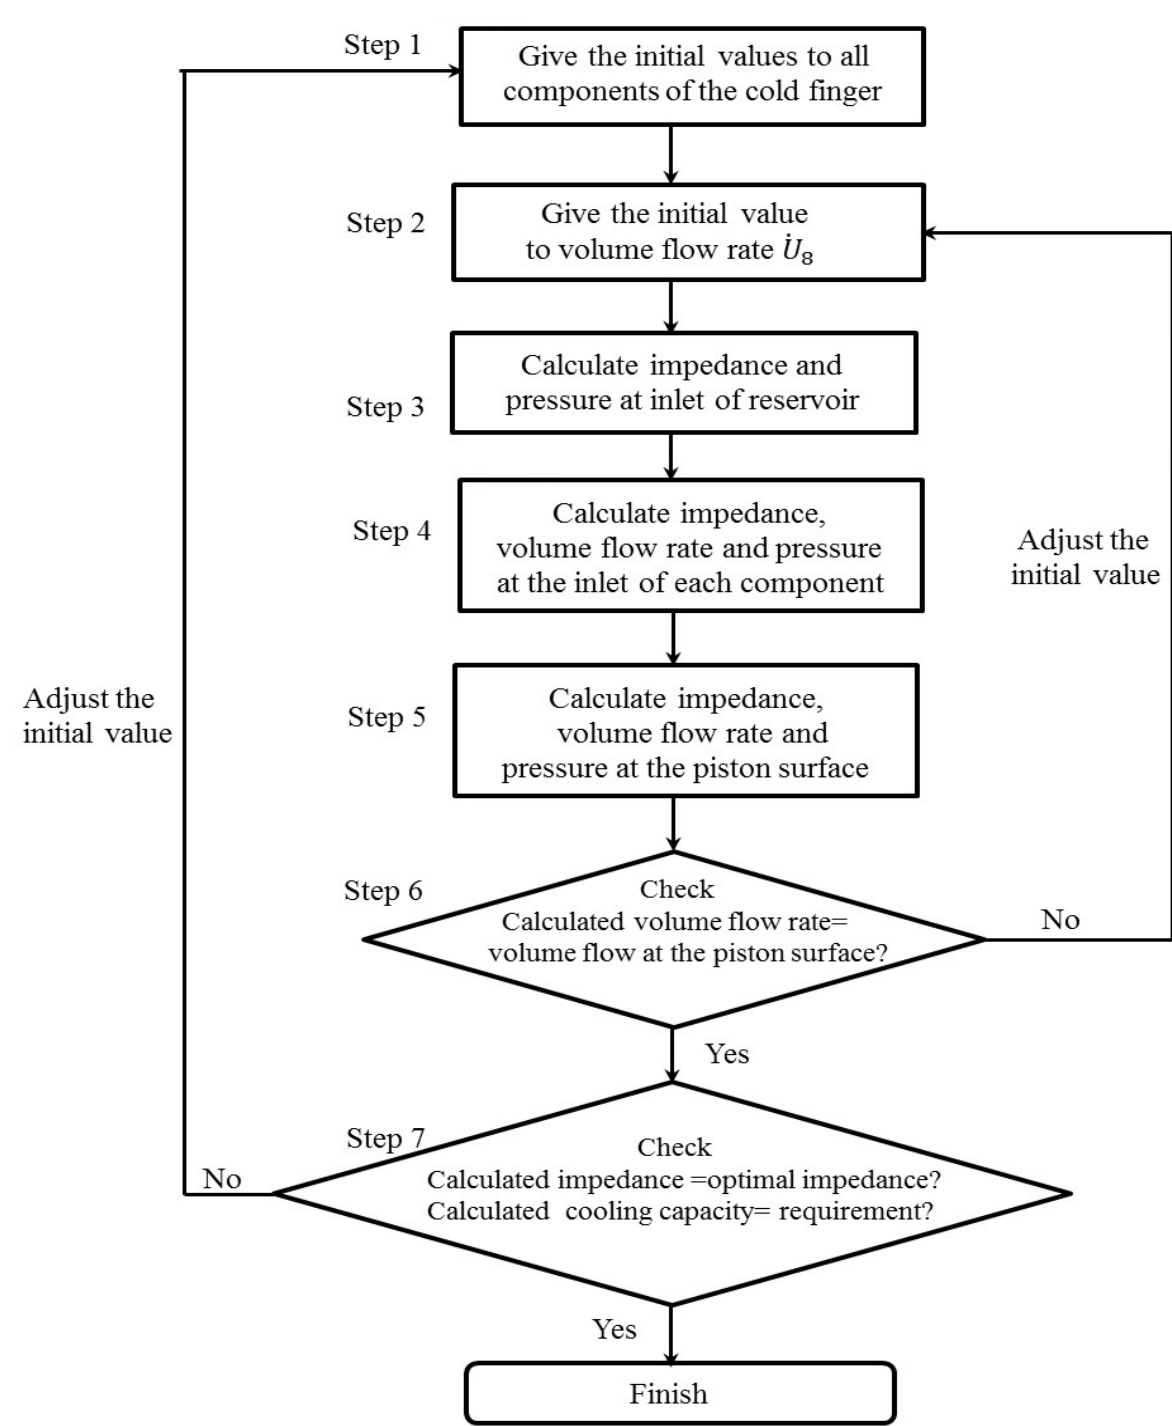 Step 1
Give the initial values to all
components of the cold finger
Step 2
Give the initial value
to volume flow rate U̇₈
Step 3
Calculate impedance and
pressure at inlet of reservoir
Step 4
Calculate impedance,
volume flow rate and pressure
at the inlet of each component
Adjust the
initial value
Adjust the
initial value
Step 5
Calculate impedance,
volume flow rate and
pressure at the piston surface
Step 6
Check
Calculated volume flow rate=
volume flow at the piston surface?
No
Yes
Step 7
Check
Calculated impedance =optimal impedance?
Calculated cooling capacity= requirement?
No
Yes
Finish